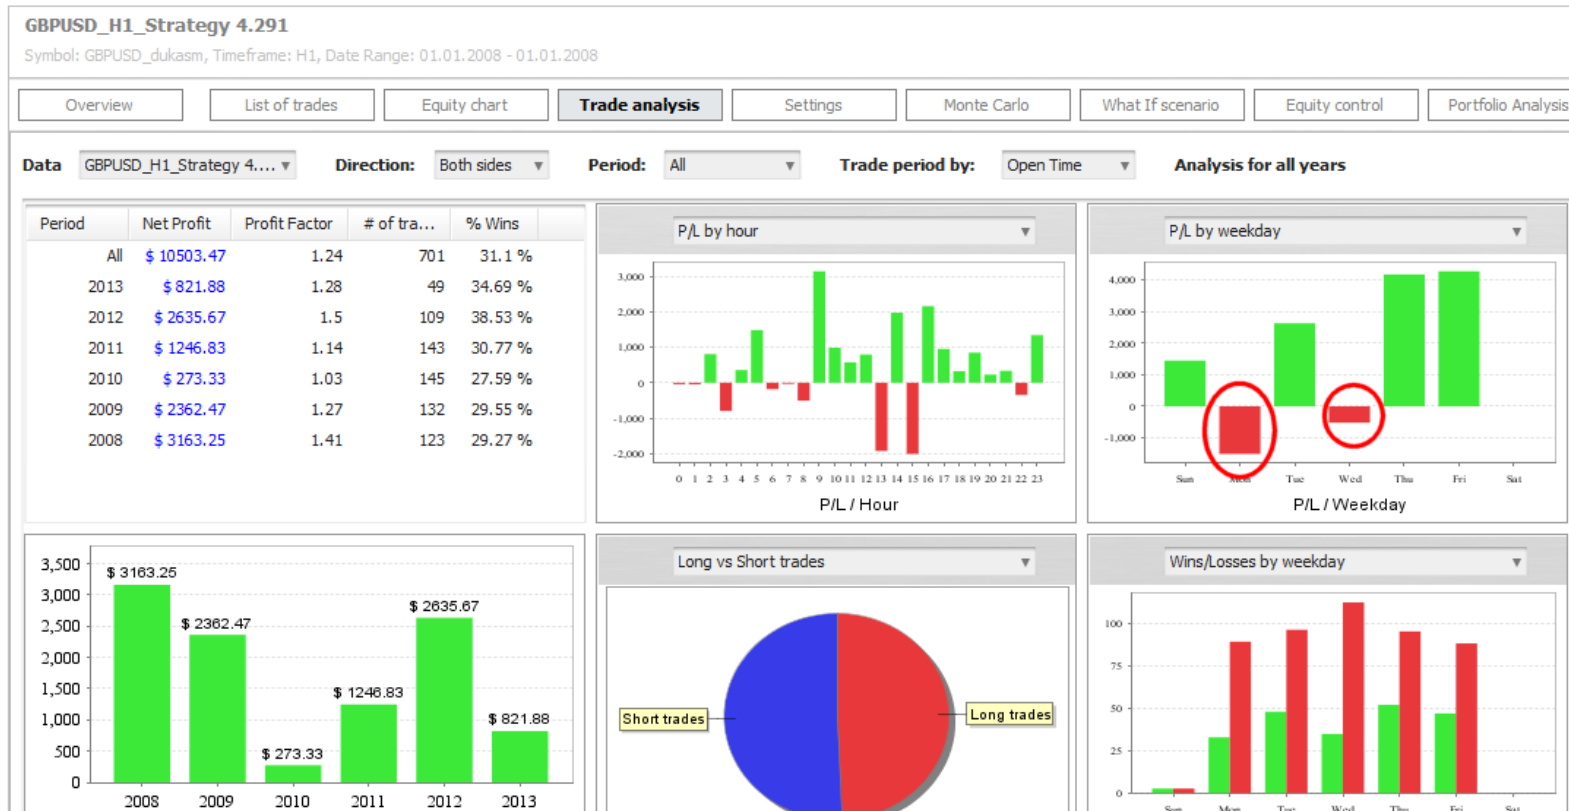 GBPUSD_H1_Strategy 4.291
Symbol: GBPUSD_dukasm, Timeframe: H1, Date Range: 01.01.2008 - 01.01.2008
Overview List of trades Equity chart Trade analysis Settings Monte Carlo What If scenario Equity control Portfolio Analysis
Data GBPUSD_H1_Strategy 4.... Direction: Both sides Period: All Trade period by: Open Time Analysis for all years
Period Net Profit Profit Factor # of tra... % Wins
All $ 10503.47 1.24 701 31.1 %
2013 $ 821.88 1.28 49 34.69 %
2012 $ 2635.67 1.5 109 38.53 %
2011 $ 1246.83 1.14 143 30.77 %
2010 $ 273.33 1.03 145 27.59 %
2009 $ 2362.47 1.27 132 29.55 %
2008 $ 3163.25 1.41 123 29.27 %
P/L by hour
3,000
2,000
1,000
0
-1,000
-2,000
0 1 2 3 4 5 6 7 8 9 10 11 12 13 14 15 16 17 18 19 20 21 22 23
P/L / Hour
P/L by weekday
4,000
3,000
2,000
1,000
0
-1,000
Sun Mon Tue Wed Thu Fri Sat
P/L / Weekday
3,500
3,000
2,500
2,000
1,500
1,000
500
0
$ 3163.25
$ 2362.47
$ 273.33
$ 1246.83
$ 2635.67
$ 821.88
2008 2009 2010 2011 2012 2013
Long vs Short trades
Short trades
Long trades
Wins/Losses by weekday
100
75
50
25
0
Sun Mon Tue Wed Thu Fri Sat